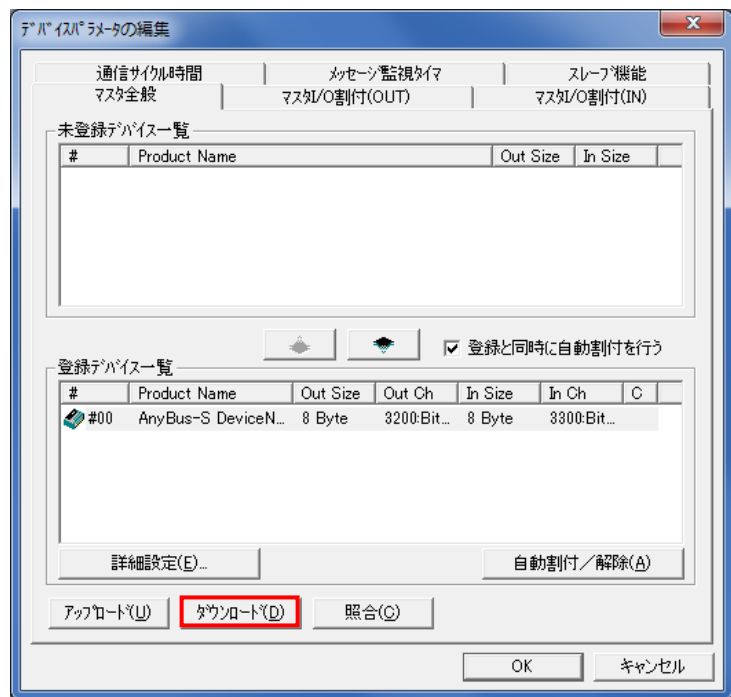 デバイスパラメータの編集
通信サイクル時間 メッセージ監視タイマ スレーブ機能
マスタ全般 マスタI/O割付(OUT) マスタI/O割付(IN)
未登録デバイス一覧
# Product Name Out Size In Size
登録と同時に自動割付を行う
登録デバイス一覧
# Product Name Out Size Out Ch In Size In Ch C
#00 AnyBus-S DeviceN... 8 Byte 3200:Bit... 8 Byte 3300:Bit...
詳細設定(E)... 自動割付/解除(A)
アップロード(U) ダウンロード(D) 照合(C)
OK キャンセル